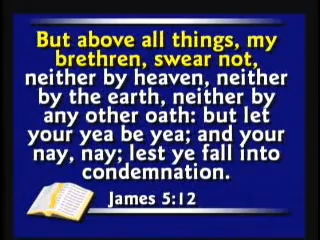 But above all things, my
brethren, swear not,
neither by heaven, neither
by the earth, neither by
any other oath: but let
your yea be yea; and your
nay, nay; lest ye fall into
condemnation.
James 5:12